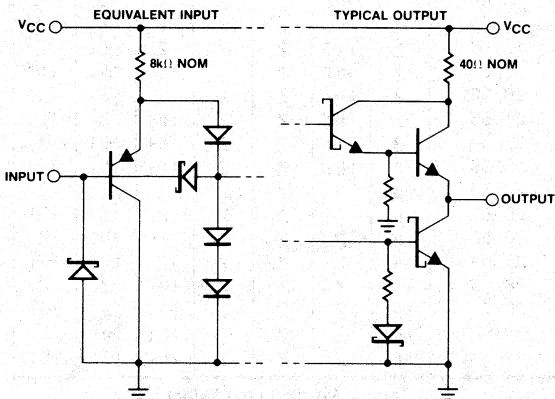 EQUIVALENT INPUT
TYPICAL OUTPUT
VCC
VCC
8kΩ NOM
40Ω NOM
INPUT
OUTPUT